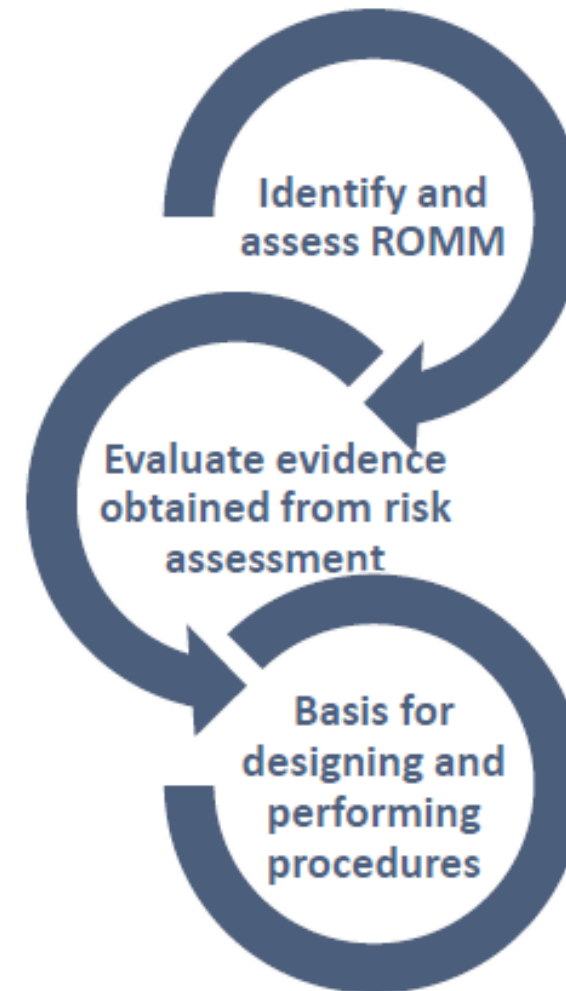 Identify and
assess ROMM
Evaluate evidence
obtained from risk
assessment
Basis for
designing and
performing
procedures